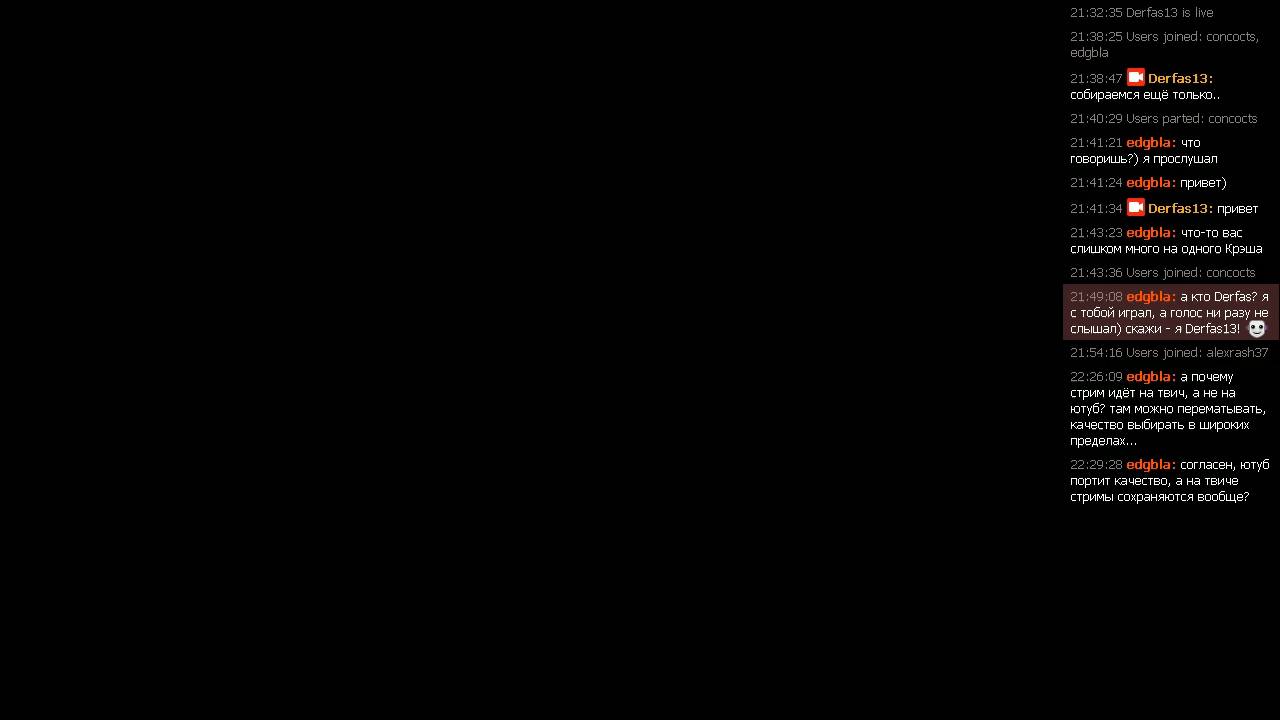 21:32:35 Derfas13 is live
21:38:25 Users joined: concocts,
edgbla
21:38:47 Derfas13:
собираемся ещё только..
21:40:29 Users parted: concocts
21:41:21 edgbla: что
говоришь?) я прослушал
21:41:24 edgbla: привет)
21:41:34 Derfas13: привет
21:43:23 edgbla: что-то вас
слишком много на одного Крэша
21:43:36 Users joined: concocts
21:49:08 edgbla: а кто Derfas? я
с тобой играл, а голос ни разу не
слышал) скажи - я Derfas13!
21:54:16 Users joined: alexrash37
22:26:09 edgbla: а почему
стрим идёт на твич, а не на
ютуб? там можно перематывать,
качество выбирать в широких
пределах...
22:29:28 edgbla: согласен, ютуб
портит качество, а на твиче
стримы сохраняются вообще?